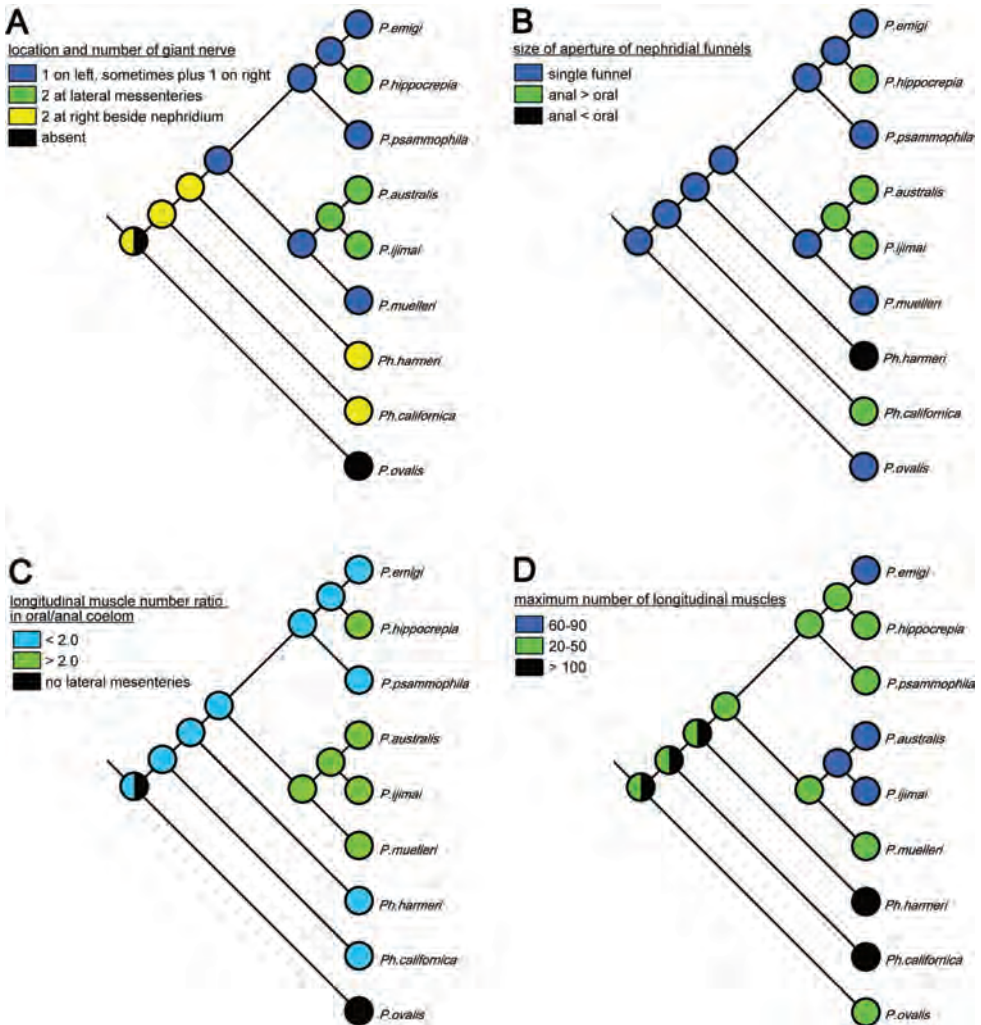 A
location and number of giant nerve
1 on left, sometimes plus 1 on right
2 at lateral messenteries
2 at right beside nephridium
absent
P.emigi
P.hippocrepia
P.psammophila
P.australis
P.ijimai
P.muelleri
Ph.harmeri
Ph.californica
P.ovalis
B
size of aperture of nephridial funnels
single funnel
anal > oral
anal < oral
P.emigi
P.hippocrepia
P.psammophila
P.australis
P.ijimai
P.muelleri
Ph.harmeri
Ph.californica
P.ovalis
C
longitudinal muscle number ratio
in oral/anal coelom
< 2.0
> 2.0
no lateral mesenteries
P.emigi
P.hippocrepia
P.psammophila
P.australis
P.ijimai
P.muelleri
Ph.harmeri
Ph.californica
P.ovalis
D
maximum number of longitudinal muscles
60-90
20-50
> 100
P.emigi
P.hippocrepia
P.psammophila
P.australis
P.ijimai
P.muelleri
Ph.harmeri
Ph.californica
P.ovalis